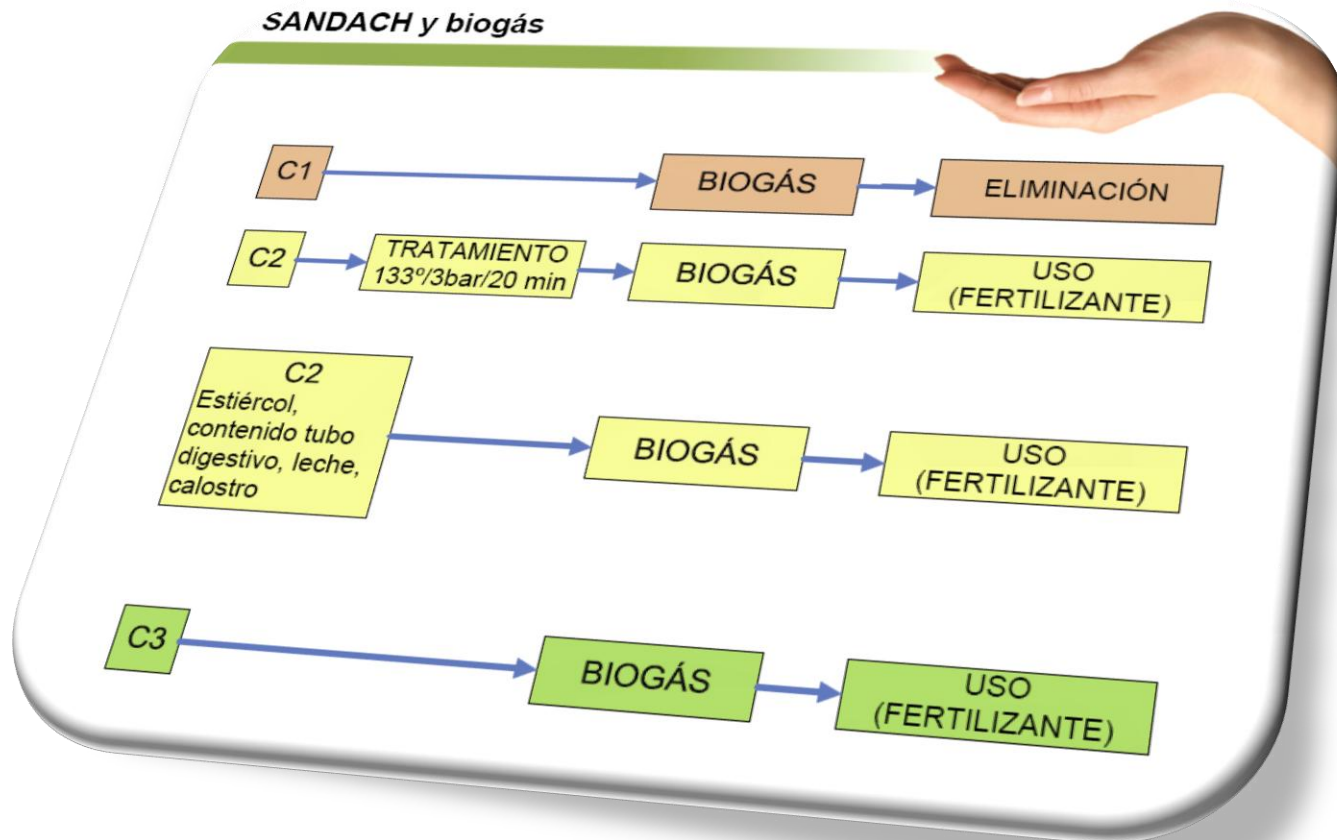 SANDACH y biogás
C1
BIOGÁS
ELIMINACIÓN
C2
TRATAMIENTO
133º/3bar/20 min
BIOGÁS
USO
(FERTILIZANTE)
C2
Estiércol,
contenido tubo
digestivo, leche,
calostro
BIOGÁS
USO
(FERTILIZANTE)
C3
BIOGÁS
USO
(FERTILIZANTE)